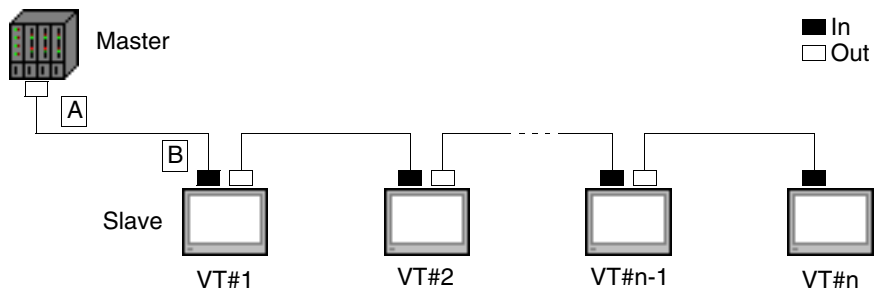 Master
In
Out
A
B
Slave
VT#1
VT#2
VT#n-1
VT#n